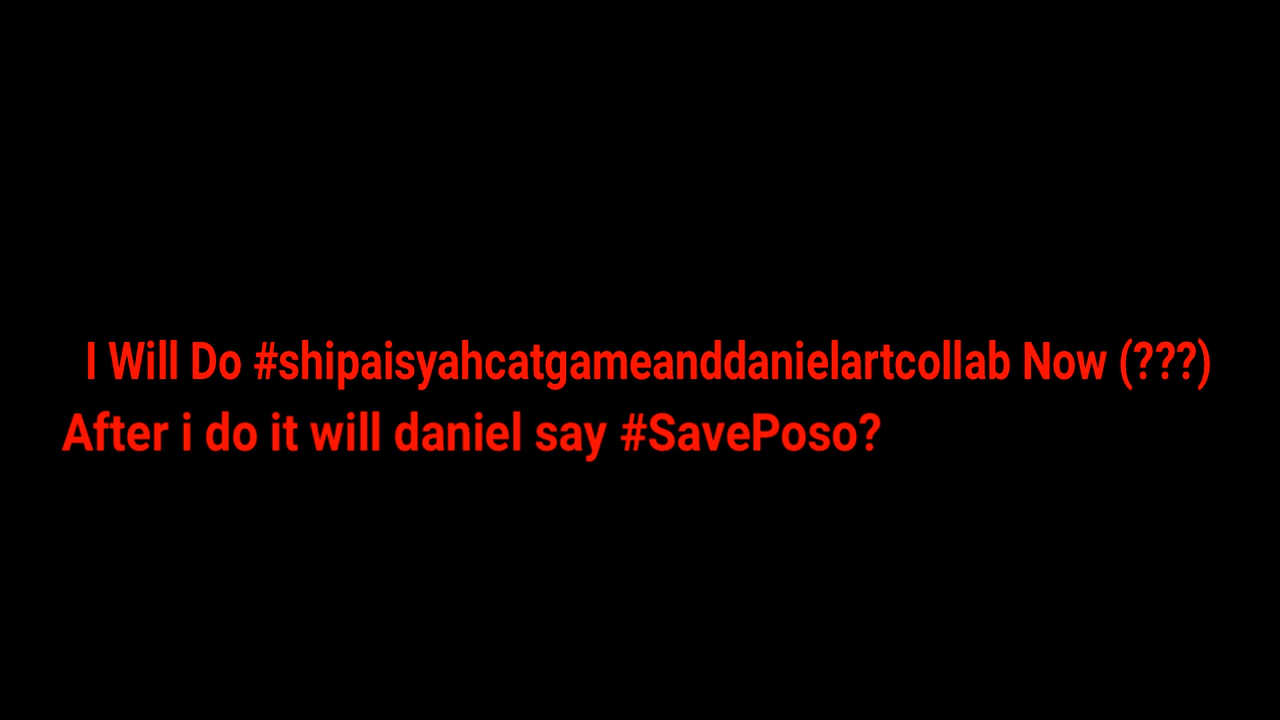 I Will Do #shipaisyahcatgameanddanielartcollab Now (???)
After i do it will daniel say #SavePoso?